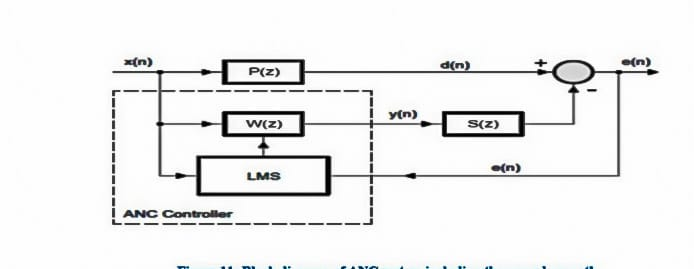 x(n)
P(z)
d(n)
+
e(n)
W(z)
y(n)
S(z)
−
LMS
e(n)
ANC Controller